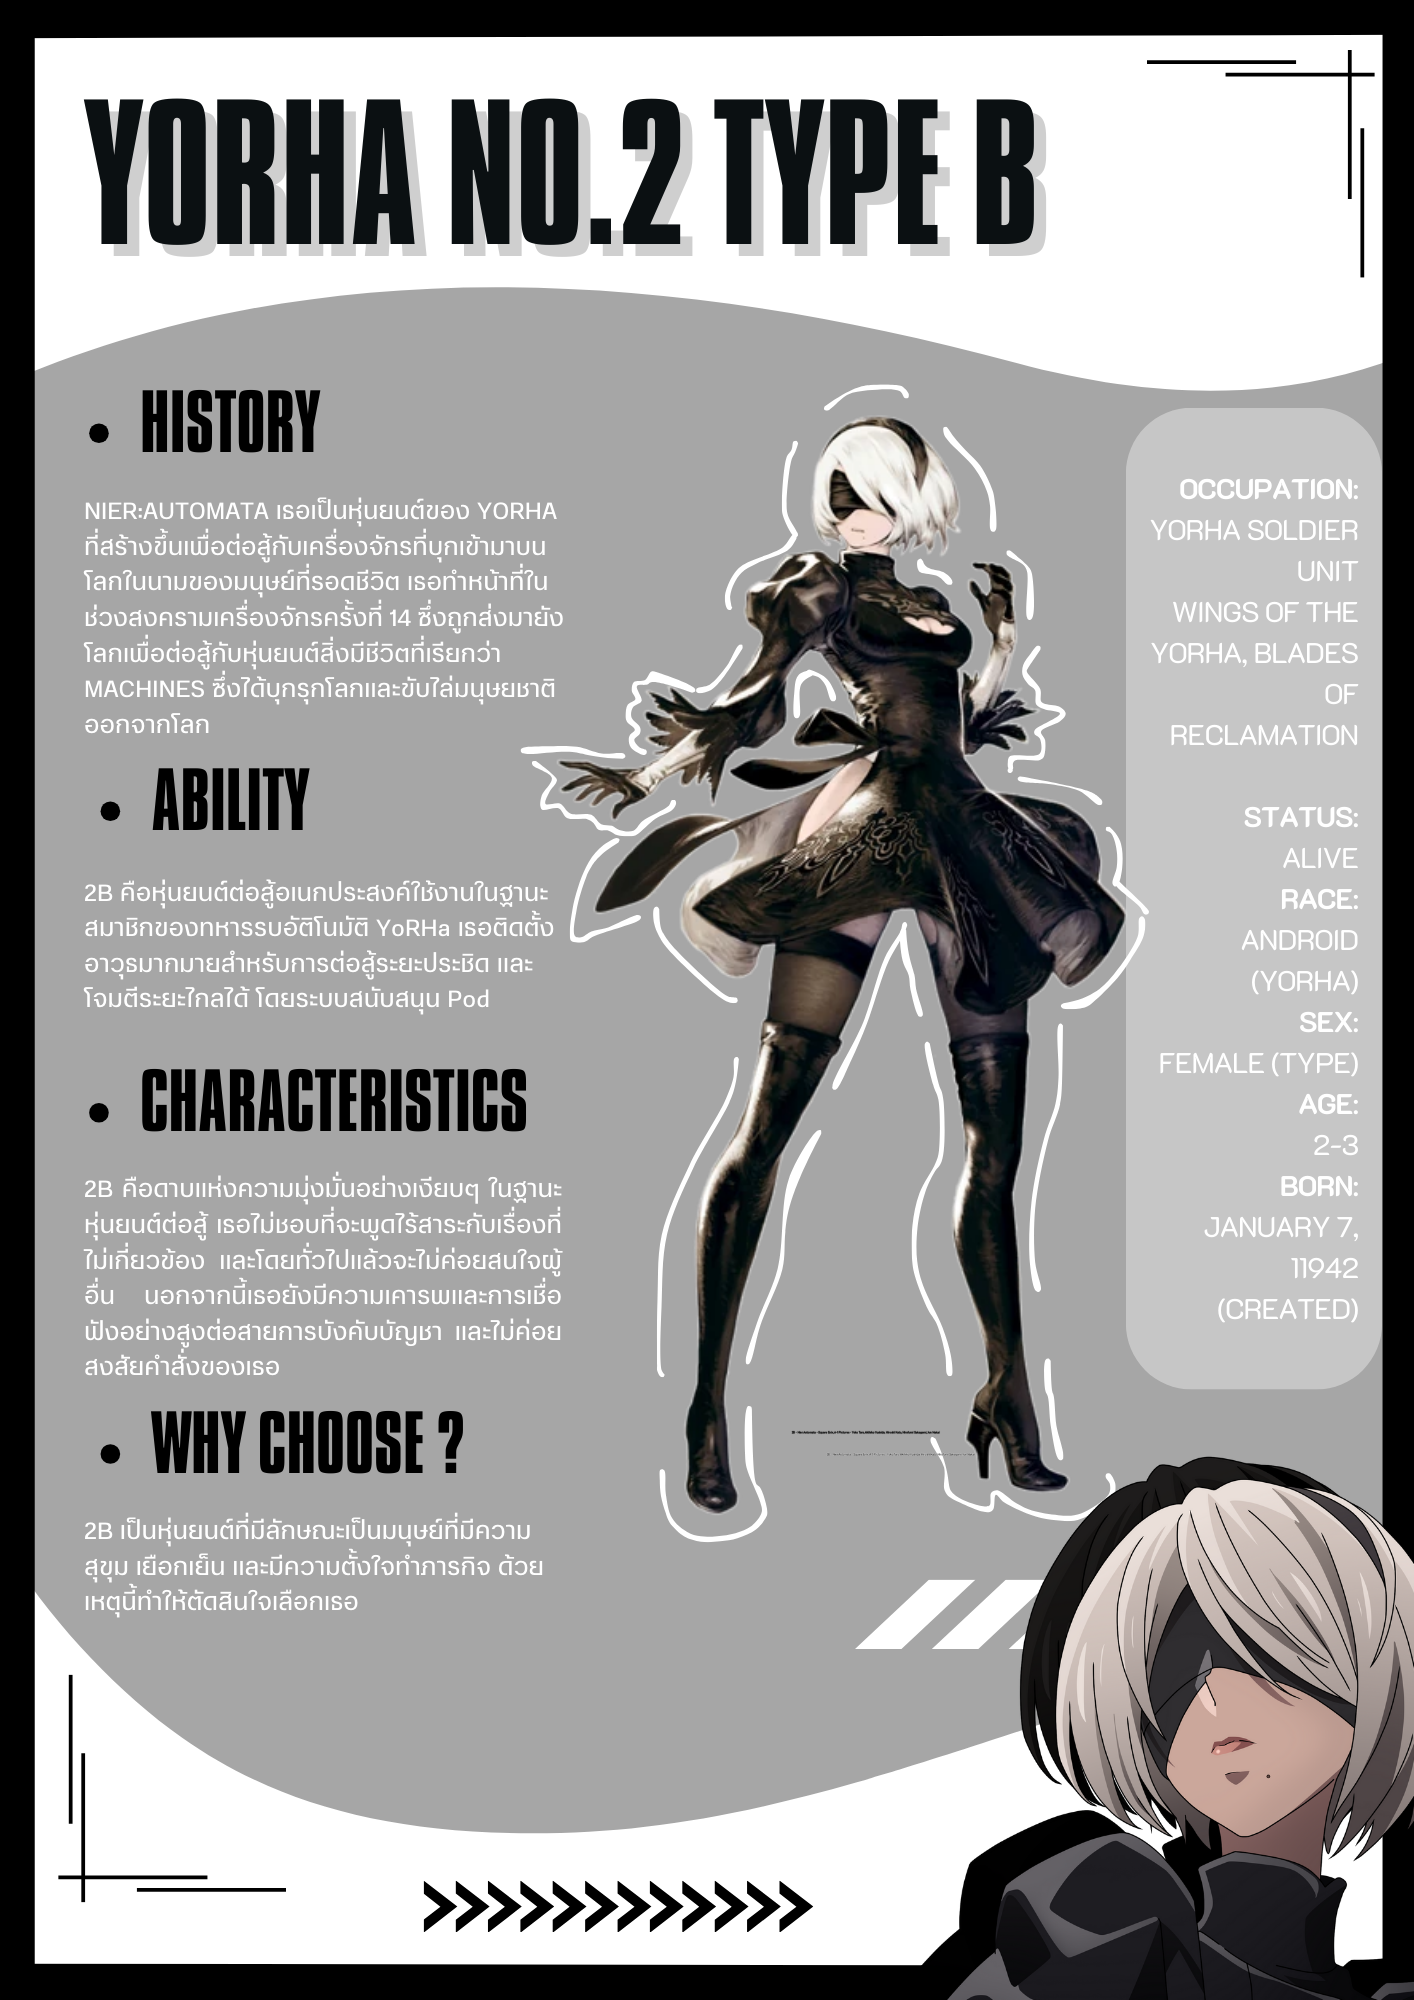 YORHA NO.2 TYPE B
HISTORY
NIER:AUTOMATA เธอเป็นหุ่นยนต์ของ YORHA
ที่สร้างขึ้นเพื่อต่อสู้กับเครื่องจักรที่บุกเข้ามาบน
โลกในนามของมนุษย์ที่รอดชีวิต เธอทำหน้าที่ใน
ช่วงสงครามเครื่องจักรครั้งที่ 14 ซึ่งถูกส่งมายัง
โลกเพื่อต่อสู้กับหุ่นยนต์สิ่งมีชีวิตที่เรียกว่า
MACHINES ซึ่งได้บุกรุกโลกและขับไล่มนุษยชาติ
ออกจากโลก
ABILITY
2B คือหุ่นยนต์ต่อสู้อเนกประสงค์ใช้งานในฐานะ
สมาชิกของทหารรบอัติโนมัติ YoRHa เธอติดตั้ง
อาวุธมากมายสำหรับการต่อสู้ระยะประชิด และ
โจมตีระยะไกลได้ โดยระบบสนับสนุน Pod
CHARACTERISTICS
2B คือดาบแห่งความมุ่งมั่นอย่างเงียบๆ ในฐานะ
หุ่นยนต์ต่อสู้ เธอไม่ชอบที่จะพูดไร้สาระกับเรื่องที่
ไม่เกี่ยวข้อง และโดยทั่วไปแล้วจะไม่ค่อยสนใจผู้
อื่น นอกจากนี้เธอยังมีความเคารพและการเชื่อ
ฟังอย่างสูงต่อสายการบังคับบัญชา และไม่ค่อย
สงสัยคำสั่งของเธอ
WHY CHOOSE ?
2B เป็นหุ่นยนต์ที่มีลักษณะเป็นมนุษย์ที่มีความ
สุขุม เยือกเย็น และมีความตั้งใจทำภารกิจ ด้วย
เหตุนี้ทำให้ตัดสินใจเลือกเธอ
OCCUPATION:
YORHA SOLDIER
UNIT
WINGS OF THE
YORHA, BLADES
OF
RECLAMATION
STATUS:
ALIVE
RACE:
ANDROID
(YORHA)
SEX:
FEMALE (TYPE)
AGE:
2-3
BORN:
JANUARY 7,
11942
(CREATED)